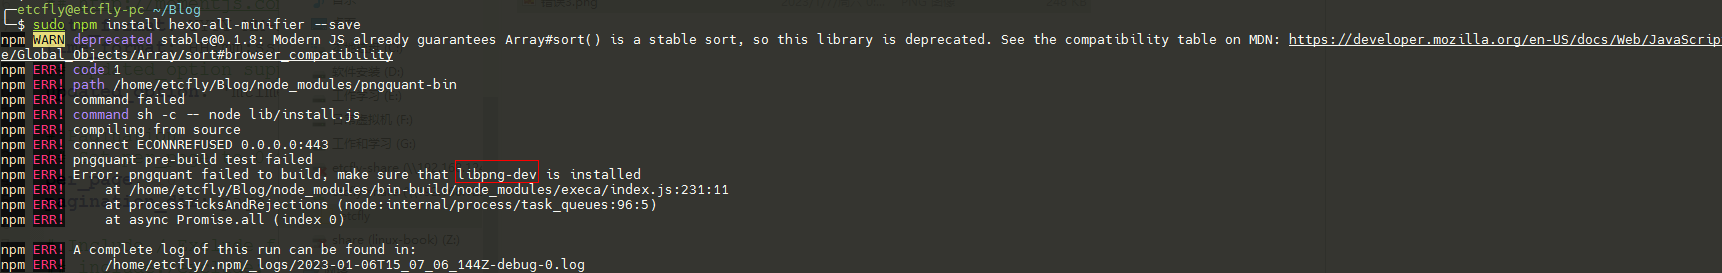 etcfly@etcfly-pc ~/Blog
$ sudo npm install hexo-all-minifier --save
npm WARN deprecated stable@0.1.8: Modern JS already guarantees Array#sort() is a stable sort, so this library is deprecated. See the compatibility table on MDN: https://developer.mozilla.org/en-US/docs/Web/JavaScrip
e/Global_Objects/Array/sort#browser_compatibility
npm ERR! code 1
npm ERR! path /home/etcfly/Blog/node_modules/pngquant-bin
npm ERR! command failed
npm ERR! command sh -c -- node lib/install.js
npm ERR! compiling from source
npm ERR! connect ECONNREFUSED 0.0.0.0:443
npm ERR! pngquant pre-build test failed
npm ERR! Error: pngquant failed to build, make sure that libpng-dev is installed
npm ERR!     at /home/etcfly/Blog/node_modules/bin-build/node_modules/execa/index.js:231:11
npm ERR!     at processTicksAndRejections (node:internal/process/task_queues:96:5)
npm ERR!     at async Promise.all (index 0)
npm ERR! A complete log of this run can be found in:
npm ERR!     /home/etcfly/.npm/_logs/2023-01-06T15_07_06_144Z-debug-0.log